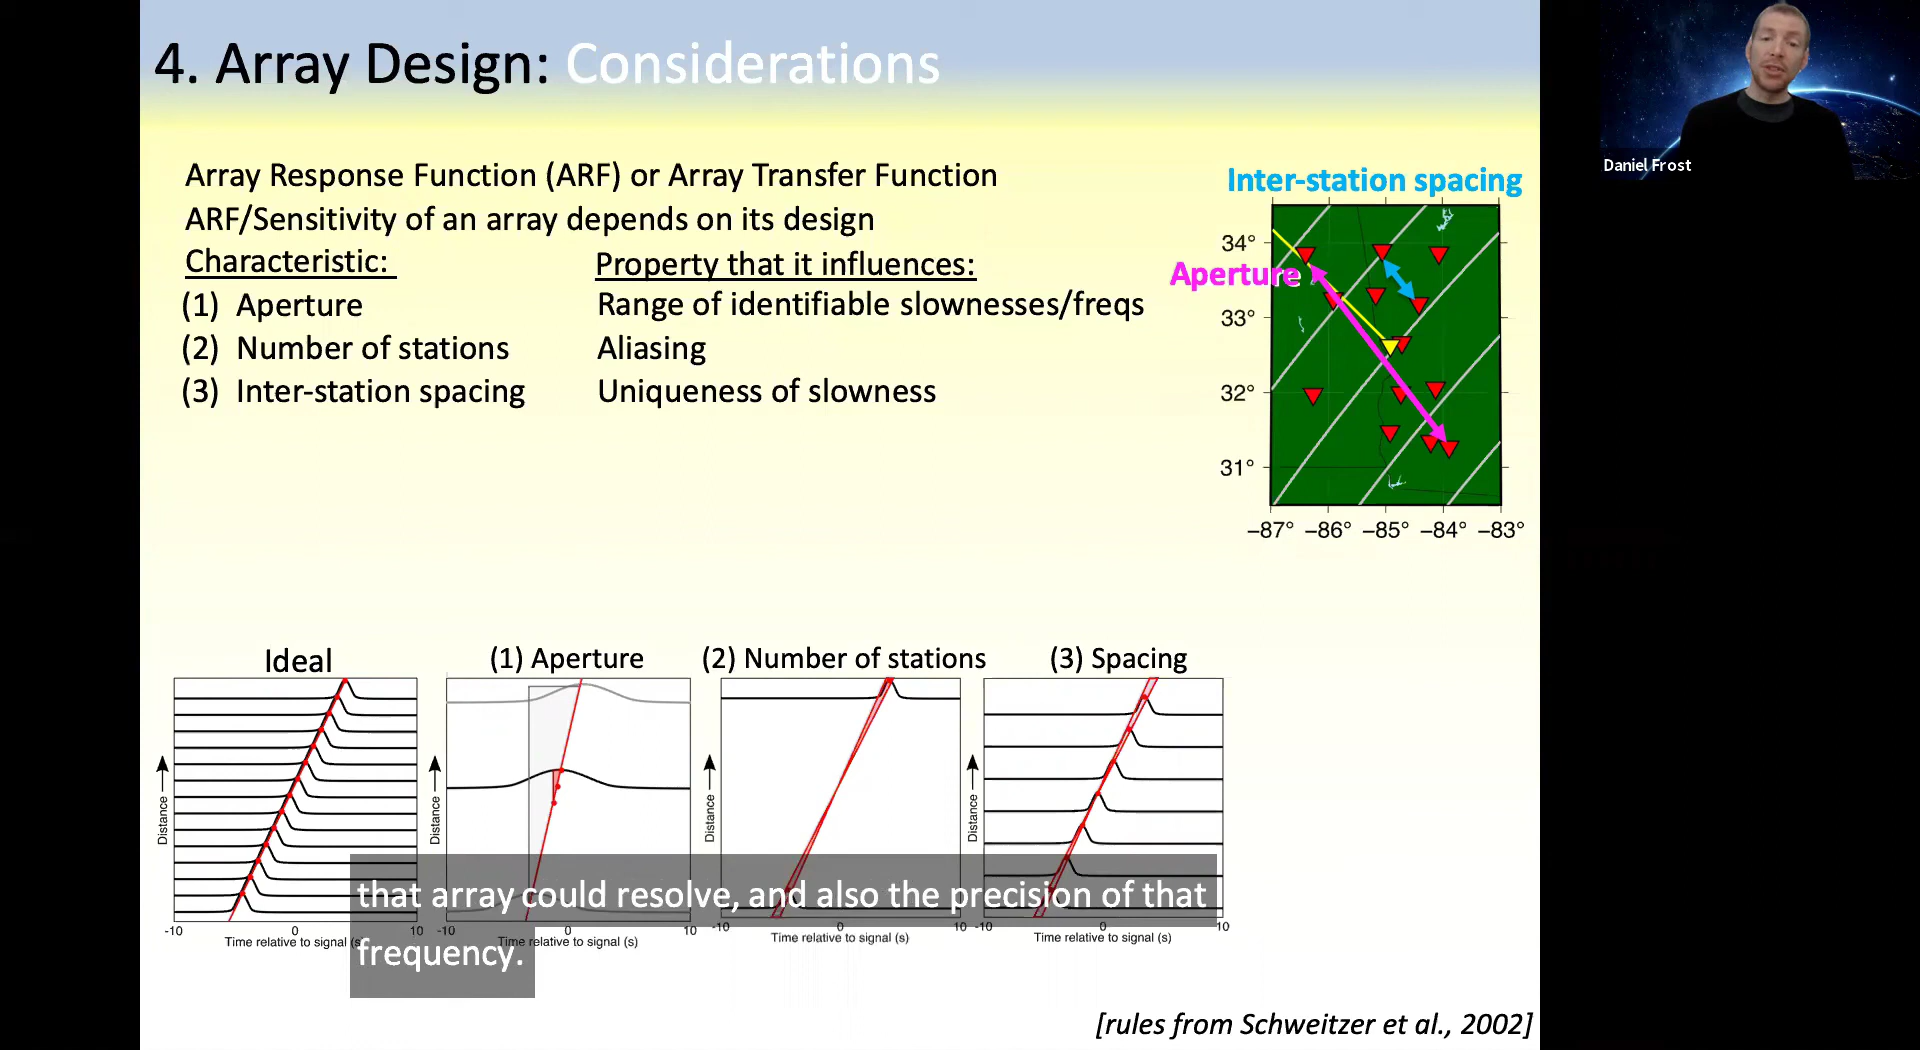 4. Array Design: Considerations
Daniel Frost
Array Response Function (ARF) or Array Transfer Function
ARF/Sensitivity of an array depends on its design
Characteristic: Property that it influences:
(1) Aperture Range of identifiable slownesses/freqs
(2) Number of stations Aliasing
(3) Inter-station spacing Uniqueness of slowness
Inter-station spacing
34°
Aperture
33°
32°
31°
−87° −86° −85° −84° −83°
Ideal (1) Aperture (2) Number of stations (3) Spacing
Distance Distance Distance Distance
-10 0 10 -10 0 10 0 10 -10 0 10
Time relative to signal (s) Time relative to signal (s) Time relative to signal (s) Time relative to signal (s)
that array could resolve, and also the precision of that
frequency.
[rules from Schweitzer et al., 2002]